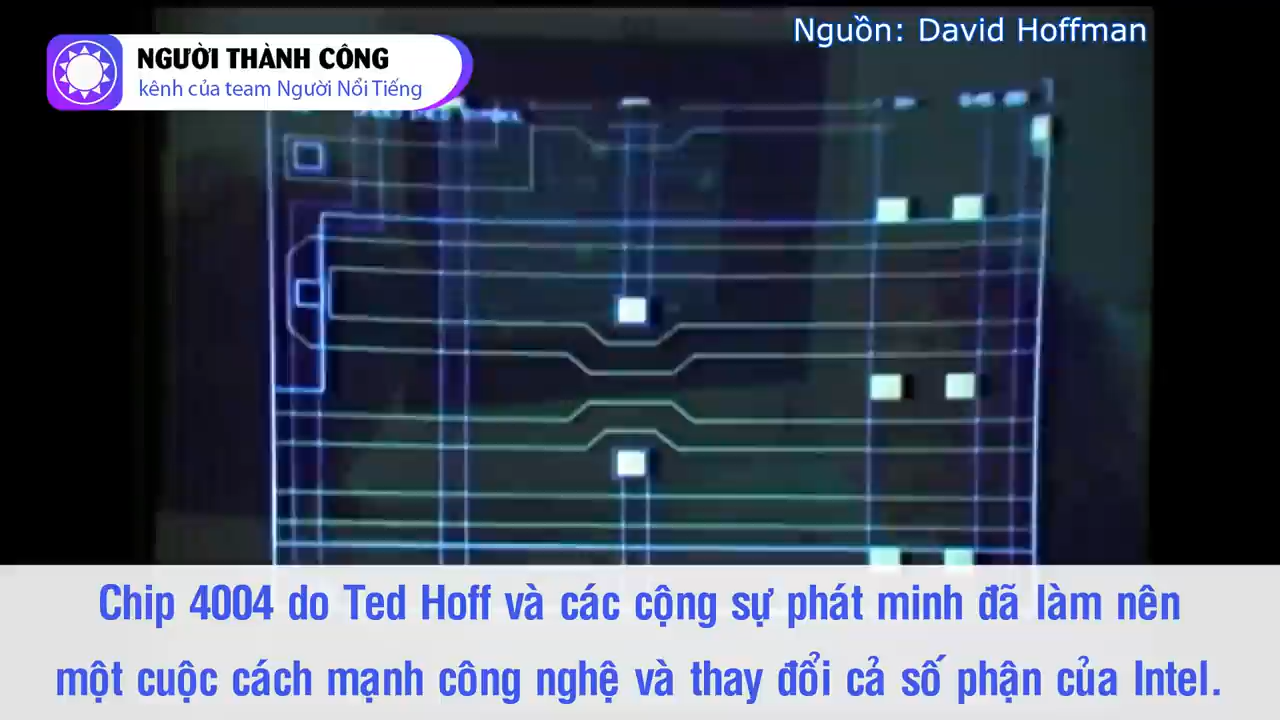 Nguồn: David Hoffman
NGƯỜI THÀNH CÔNG
kênh của team Người Nổi Tiếng
Chip 4004 do Ted Hoff và các cộng sự phát minh đã làm nên
một cuộc cách mạnh công nghệ và thay đổi cả số phận của Intel.